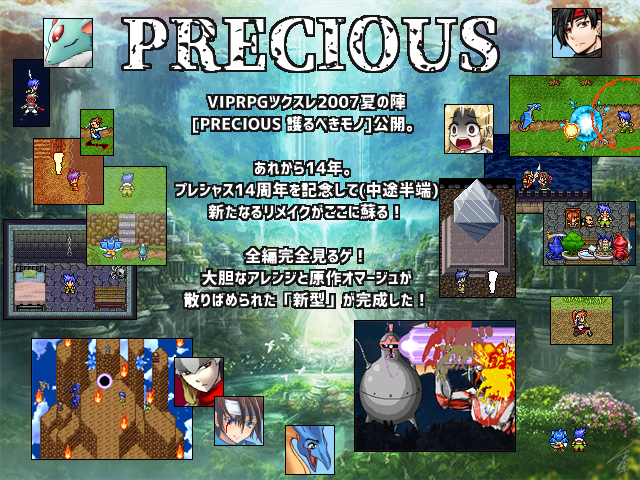 PRECIOUS
VIPRPGツクスレ2007夏の陣
[PRECIOUS 護るべきモノ]公開。
あれから14年。
プレシャス14周年を記念して(中途半端)
新たなるリメイクがここに蘇る！
全編完全見るゲ！
大胆なアレンジと原作オマージュが
散りばめられた「新型」が完成した！